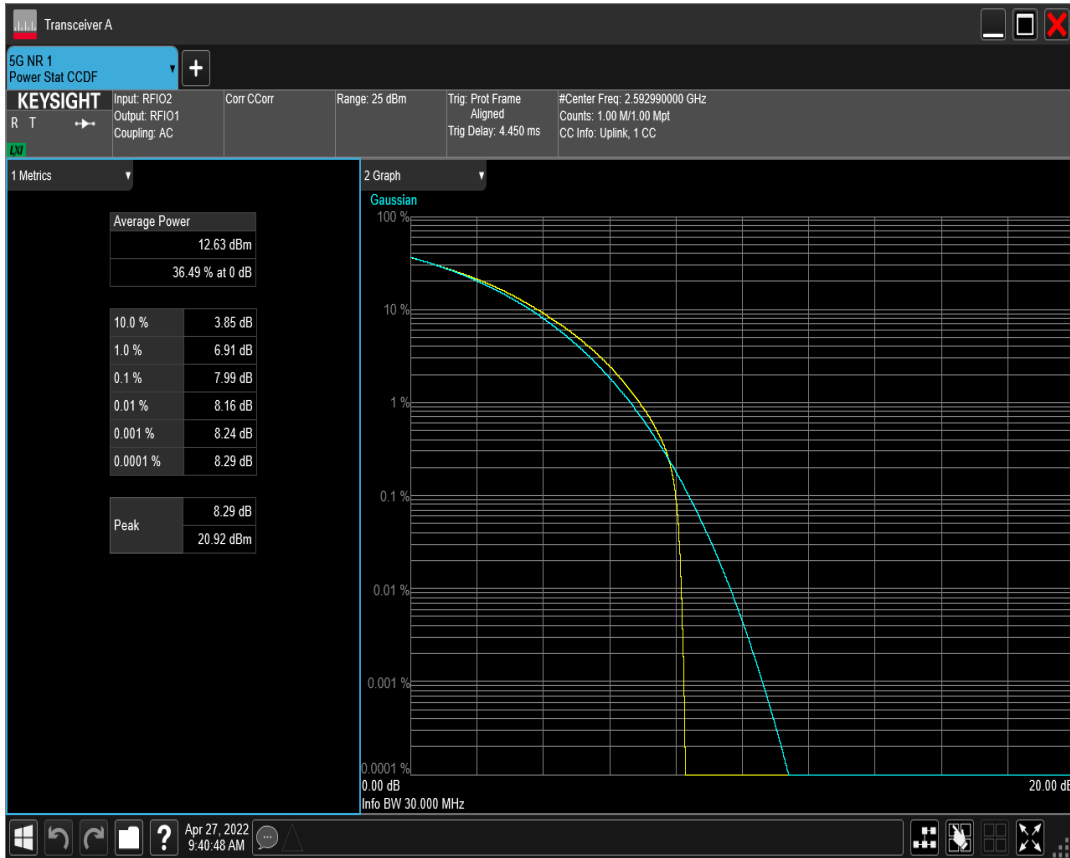 Transceiver A
5G NR 1
Power Stat CCDF
+
KEYSIGHT
R T
LXI
Input: RFIO2
Output: RFIO1
Coupling: AC
Corr CCorr
Range: 25 dBm
Trig: Prot Frame
Aligned
Trig Delay: 4.450 ms
#Center Freq: 2.592990000 GHz
Counts: 1.00 M/1.00 Mpt
CC Info: Uplink, 1 CC
1 Metrics
Average Power
12.63 dBm
36.49 % at 0 dB
10.0 % 3.85 dB
1.0 % 6.91 dB
0.1 % 7.99 dB
0.01 % 8.16 dB
0.001 % 8.24 dB
0.0001 % 8.29 dB
Peak 8.29 dB
20.92 dBm
2 Graph
Gaussian
100 %
10 %
1 %
0.1 %
0.01 %
0.001 %
0.0001 %
0.00 dB
20.00 dB
Info BW 30.000 MHz
?
Apr 27, 2022
9:40:48 AM